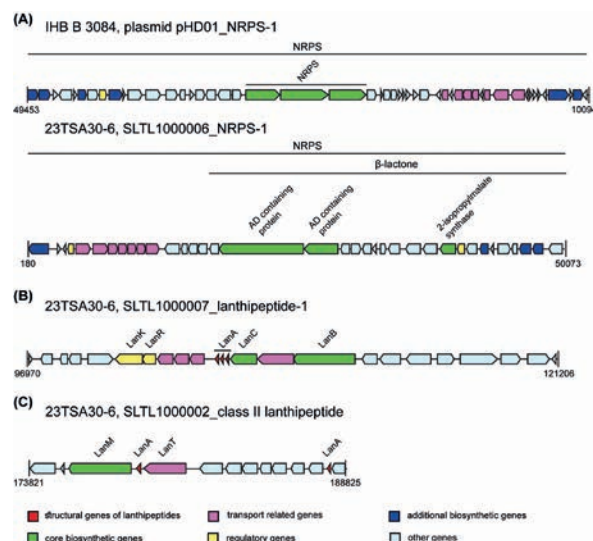 (A)
IHB B 3084, plasmid pHD01_NRPS-1
NRPS
NRPS
49453
23TSA30-6, SLTL1000006_NRPS-1
NRPS
β-lactone
AD containing
protein
AD containing
protein
2-isopropylmalate
synthase
180
50073
(B)
23TSA30-6, SLTL1000007_lanthipeptide-1
LanK
LanR
LanA
LanC
LanB
96970
121206
(C)
23TSA30-6, SLTL1000002_class II lanthipeptide
LanM
LanA
LanT
LanA
173821
188825
structural genes of lanthipeptides
transport related genes
additional biosynthetic genes
core biosynthetic genes
regulatory genes
other genes